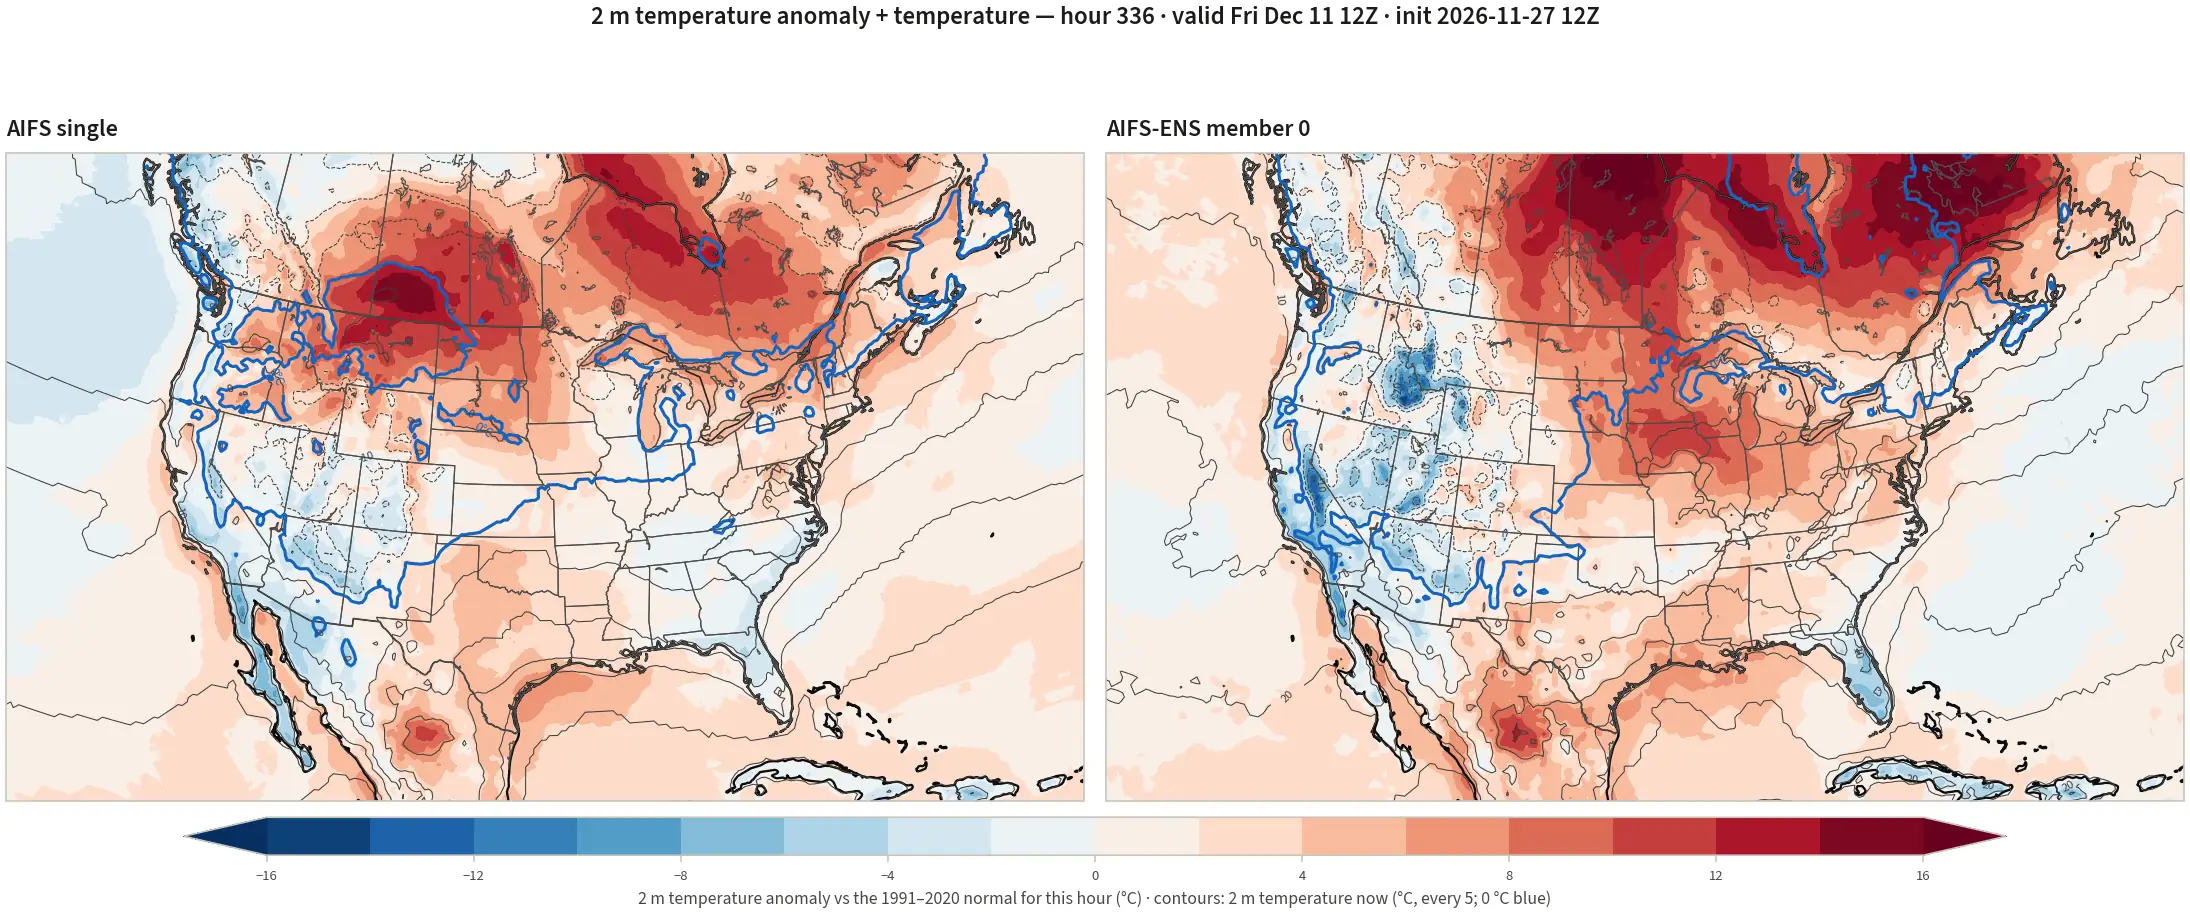 2 m temperature anomaly + temperature — hour 336 · valid Fri Dec 11 12Z · init 2026-11-27 12Z
AIFS single
AIFS-ENS member 0
−16
−12
−8
−4
0
4
8
12
16
2 m temperature anomaly vs the 1991–2020 normal for this hour (°C) · contours: 2 m temperature now (°C, every 5; 0 °C blue)